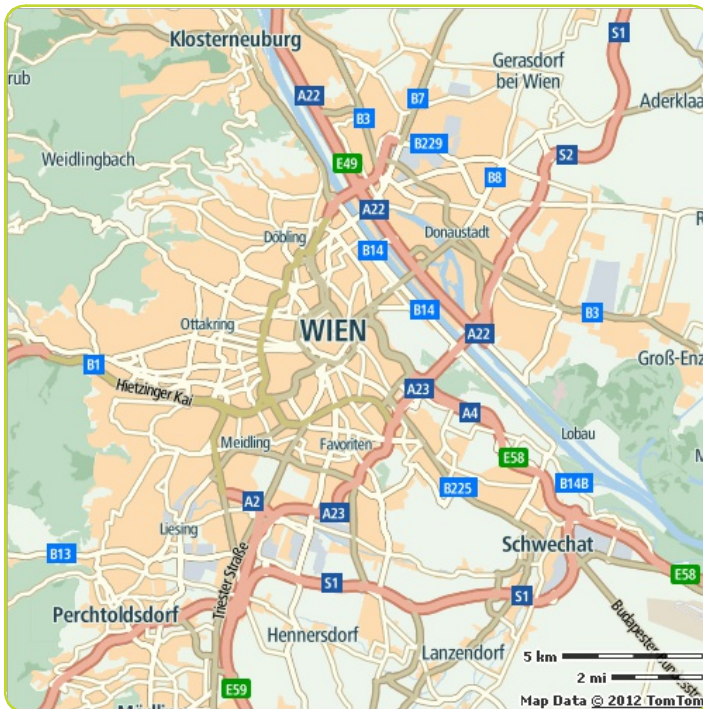 Klosterneuburg
S1
Gerasdorf
bei Wien
rub
A22
B7
Aderklaa
B3
B229
Weidlingbach
E49
S2
B8
A22
R
Döbling
Donaustadt
B14
Ottakring
WIEN
B14
B3
A22
B1
Groß-Enz
Hietzinger Kai
A23
A4
Meidling
Favoriten
Lobau
E58
M
B225
B14B
A2
A23
Liesing
Schwechat
B13
Triester Straße
S1
E58
S1
Perchtoldsdorf
Budapester Bundesstr
Hennersdorf
Lanzendorf
5 km
E59
2 mi
Map Data © 2012 TomTom